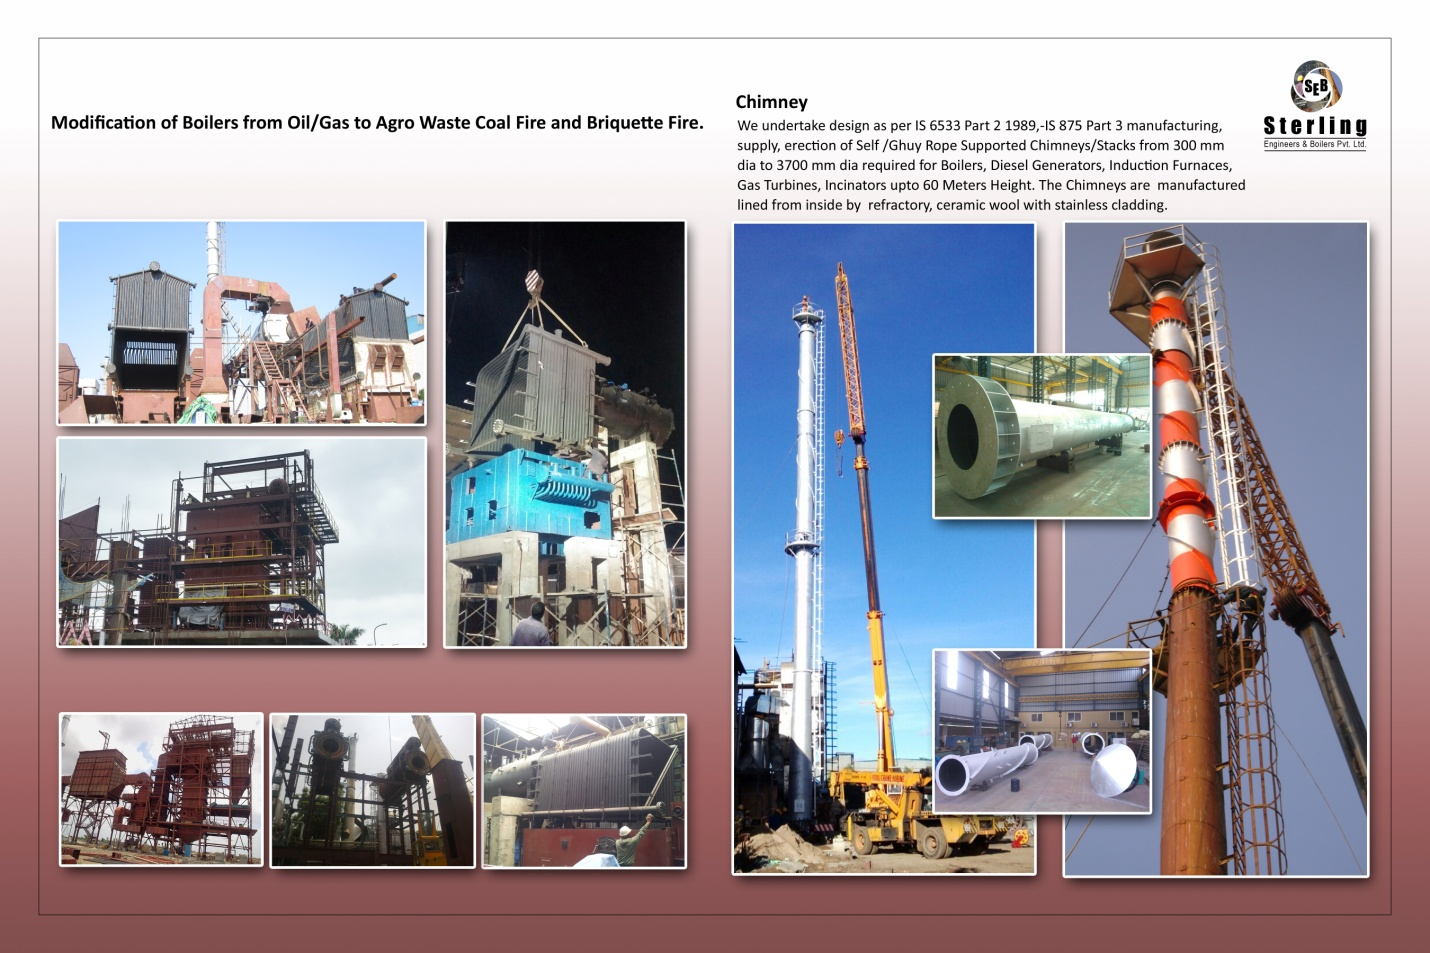 Modification of Boilers from Oil/Gas to Agro Waste Coal Fire and Briquette Fire.
Chimney
We undertake design as per IS 6533 Part 2 1989,-IS 875 Part 3 manufacturing,
supply, erection of Self /Ghuy Rope Supported Chimneys/Stacks from 300 mm
dia to 3700 mm dia required for Boilers, Diesel Generators, Induction Furnaces,
Gas Turbines, Incinators upto 60 Meters Height. The Chimneys are  manufactured
lined from inside by  refractory, ceramic wool with stainless cladding.
SEB
Sterling
Engineers & Boilers Pvt. Ltd.